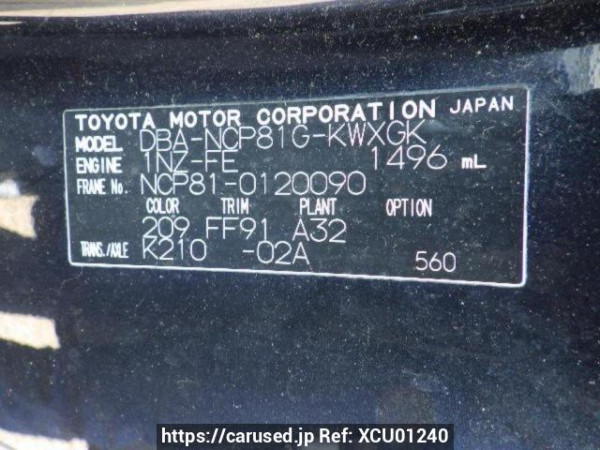 TOYOTA MOTOR CORPORATION JAPAN
MODEL DBA-NCP81G-KWXGK
ENGINE 1NZ-FE 1496 mL
FRAME No. NCP81-0120090
COLOR TRIM PLANT OPTION
209 FF91 A32
TRANS./AXLE K210 -02A 560
https://carused.jp Ref: XCU01240